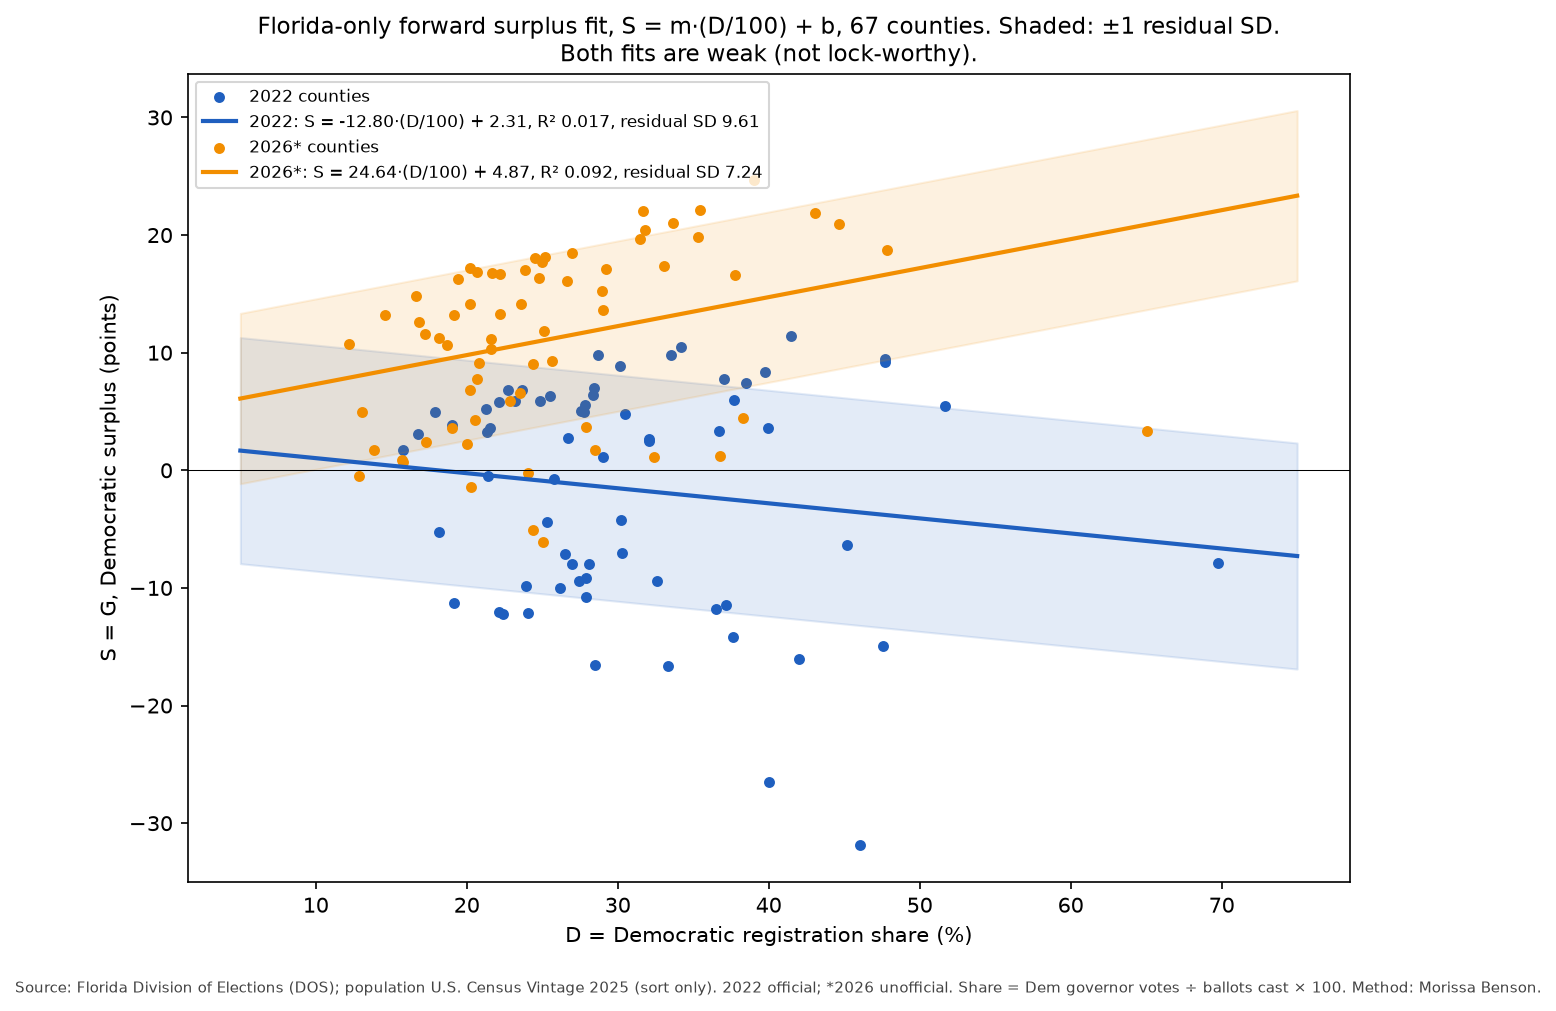 Florida-only forward surplus fit, S = m·(D/100) + b, 67 counties. Shaded: ±1 residual SD.
Both fits are weak (not lock-worthy).
2022 counties
2022: S = -12.80·(D/100) + 2.31, R² 0.017, residual SD 9.61
2026* counties
2026*: S = 24.64·(D/100) + 4.87, R² 0.092, residual SD 7.24
S = G, Democratic surplus (points)
30
20
10
0
−10
−20
−30
10 20 30 40 50 60 70
D = Democratic registration share (%)
Source: Florida Division of Elections (DOS); population U.S. Census Vintage 2025 (sort only). 2022 official; *2026 unofficial. Share = Dem governor votes ÷ ballots cast × 100. Method: Morissa Benson.